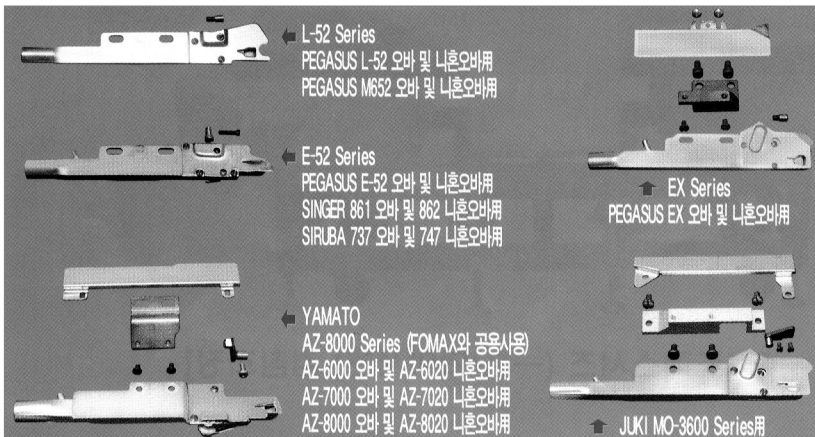 L-52 Series
PEGASUS L-52 오바 및 니혼오바用
PEGASUS M652 오바 및 니혼오바用
E-52 Series
PEGASUS E-52 오바 및 니혼오바用
SINGER 861 오바 및 862 니혼오바用
SIRUBA 737 오바 및 747 니혼오바用
YAMATO
AZ-8000 Series (FOMAX와 공용사용)
AZ-6000 오바 및 AZ-6020 니혼오바用
AZ-7000 오바 및 AZ-7020 니혼오바用
AZ-8000 오바 및 AZ-8020 니혼오바用
EX Series
PEGASUS EX 오바 및 니혼오바用
JUKI MO-3600 Series用